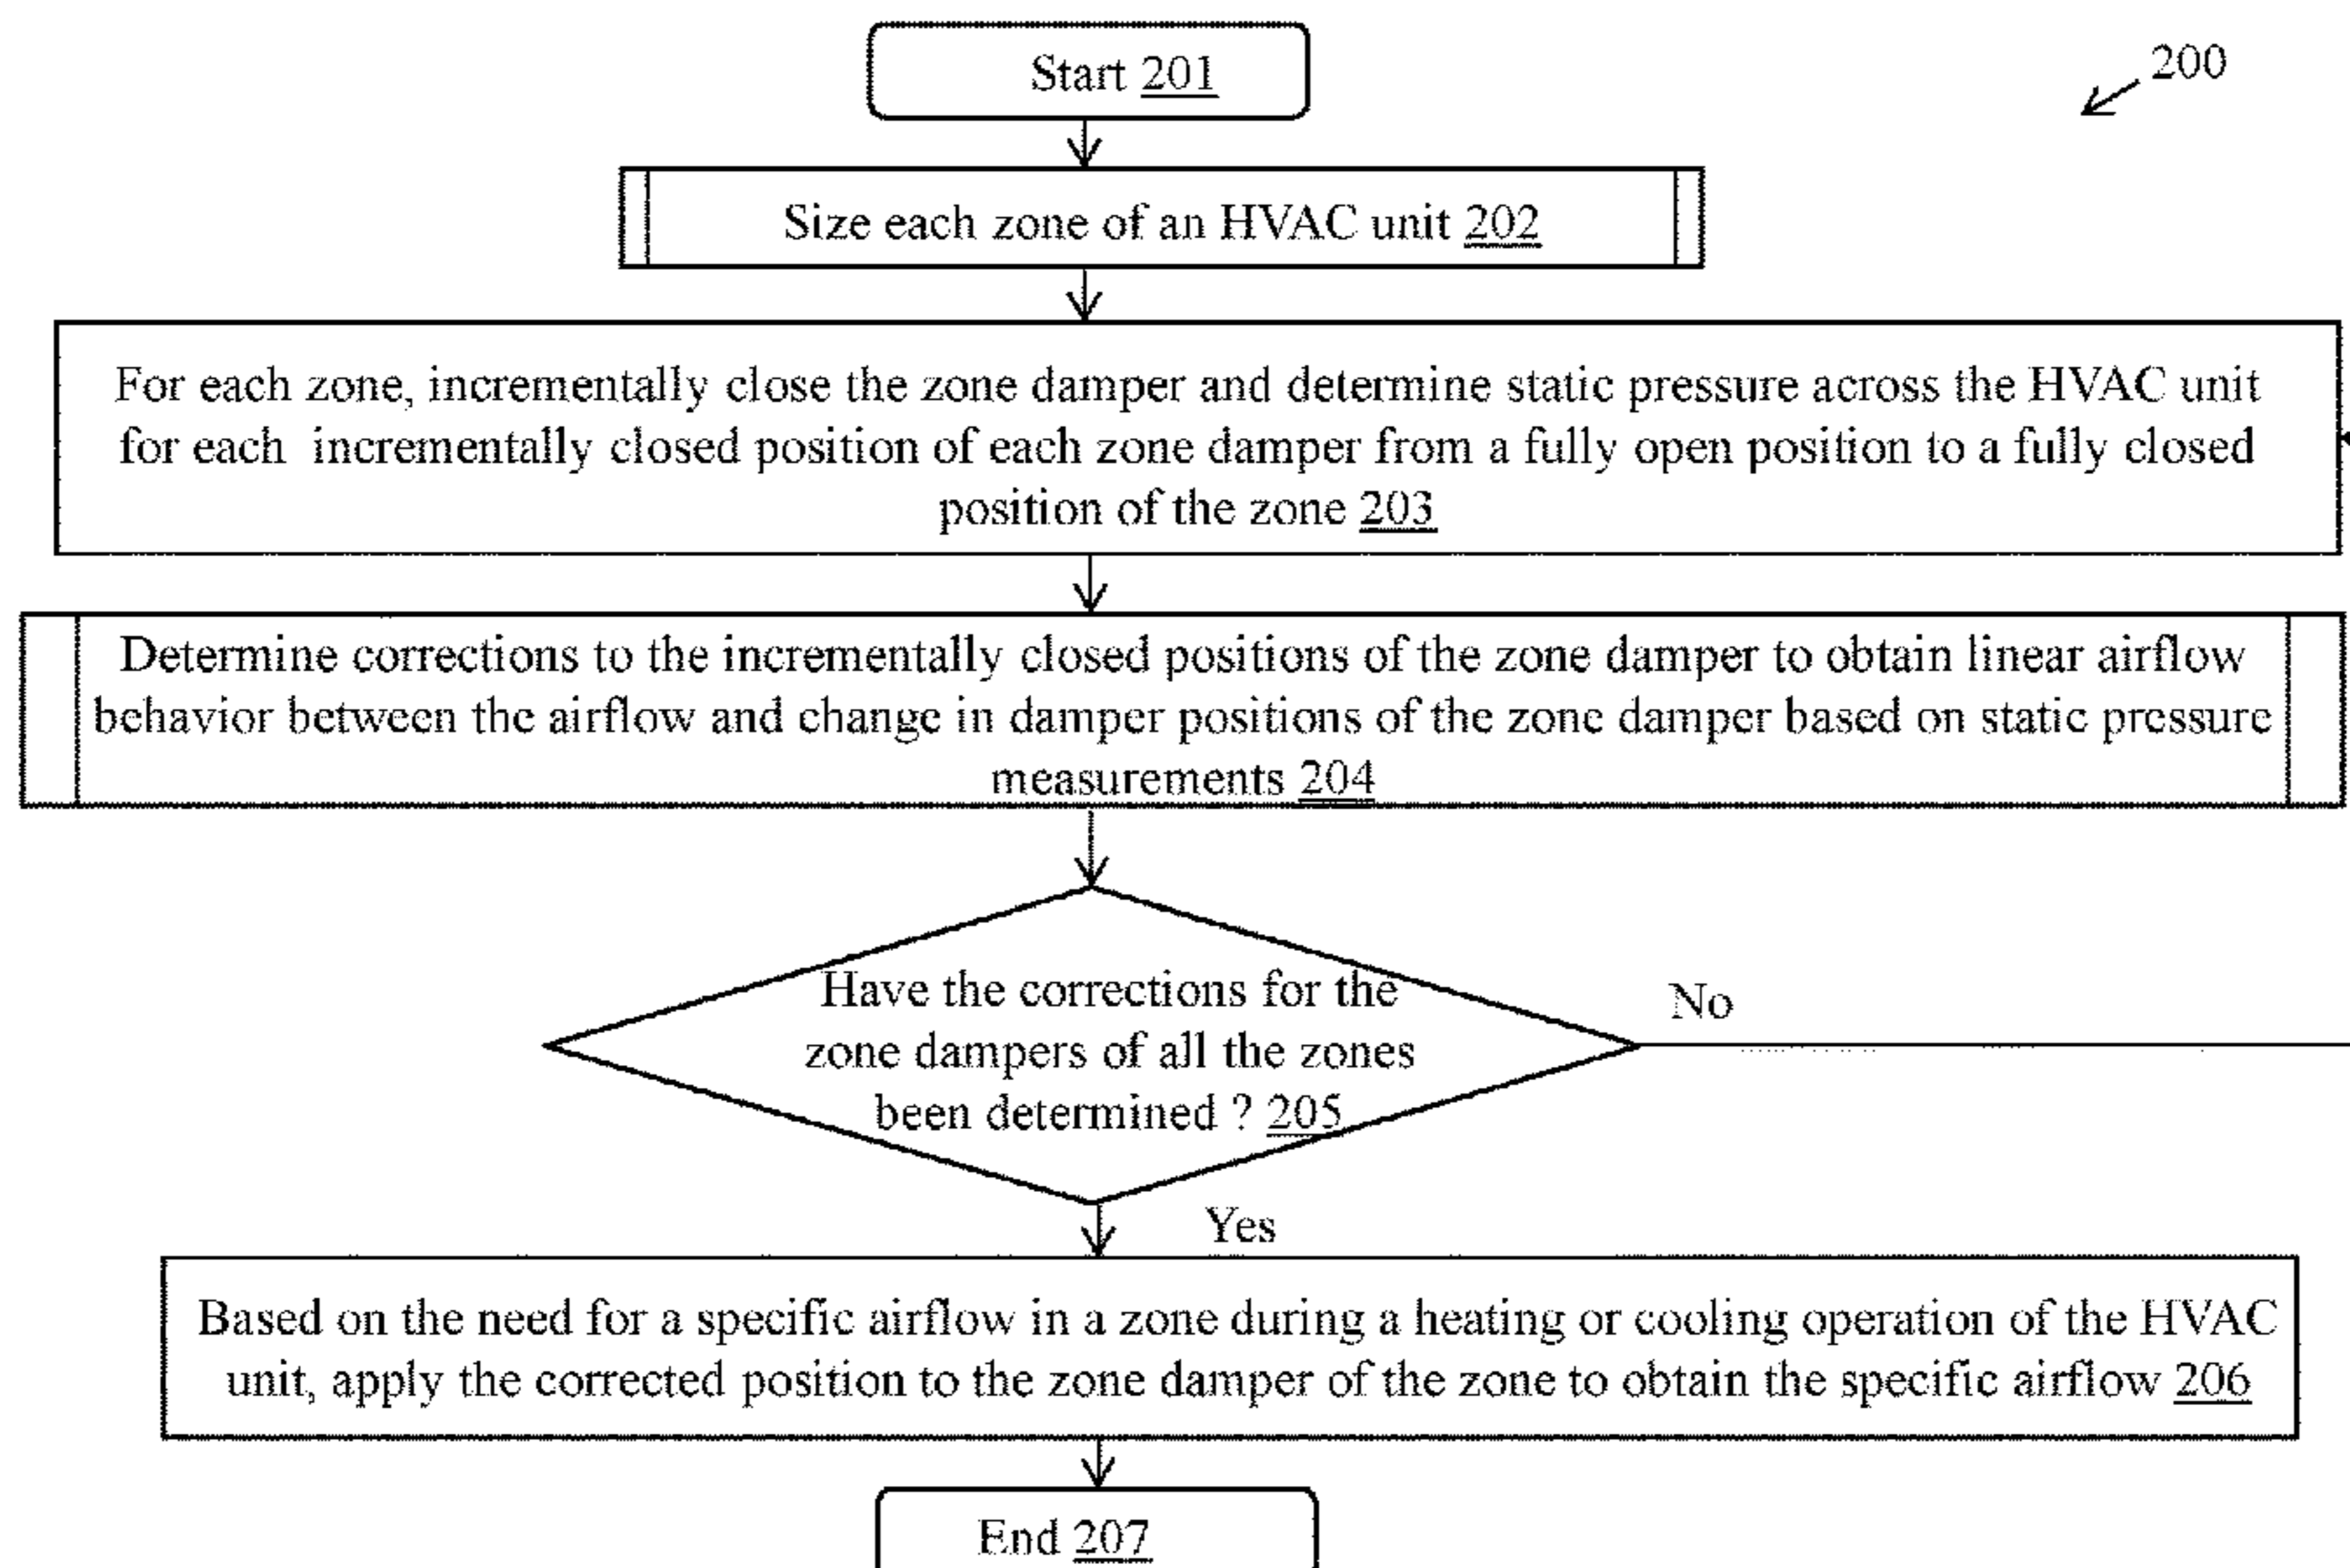 Start 201
200
Size each zone of an HVAC unit 202
For each zone, incrementally close the zone damper and determine static pressure across the HVAC unit
for each incrementally closed position of each zone damper from a fully open position to a fully closed
position of the zone 203
Determine corrections to the incrementally closed positions of the zone damper to obtain linear airflow
behavior between the airflow and change in damper positions of the zone damper based on static pressure
measurements 204
Have the corrections for the
zone dampers of all the zones
been determined ? 205
No
Yes
Based on the need for a specific airflow in a zone during a heating or cooling operation of the HVAC
unit, apply the corrected position to the zone damper of the zone to obtain the specific airflow 206
End 207